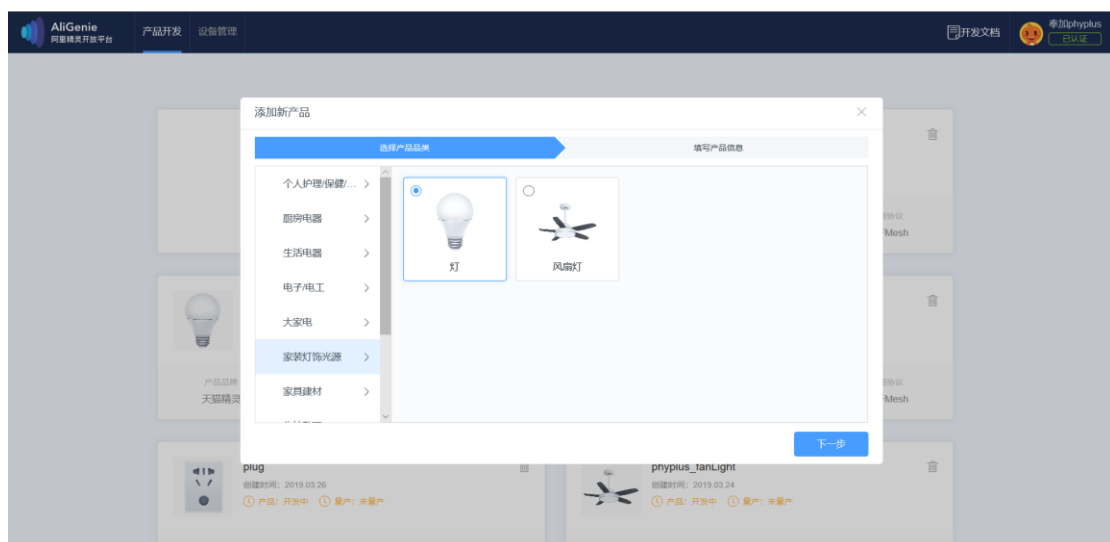 AliGenie
阿里精灵开放平台
产品开发
设备管理
开发文档
奉加phyplus
已认证
添加新产品
选择产品品类
填写产品信息
个人护理/保健/...
厨房电器
生活电器
电子/电工
大家电
家装灯饰光源
家具建材
灯
风扇灯
Mesh
产品品牌
天猫精灵
Mesh
下一步
plug
创建时间：2019.03.26
产品：开发中 量产：未量产
phyplus_fanLight
创建时间：2019.03.24
产品：开发中 量产：未量产